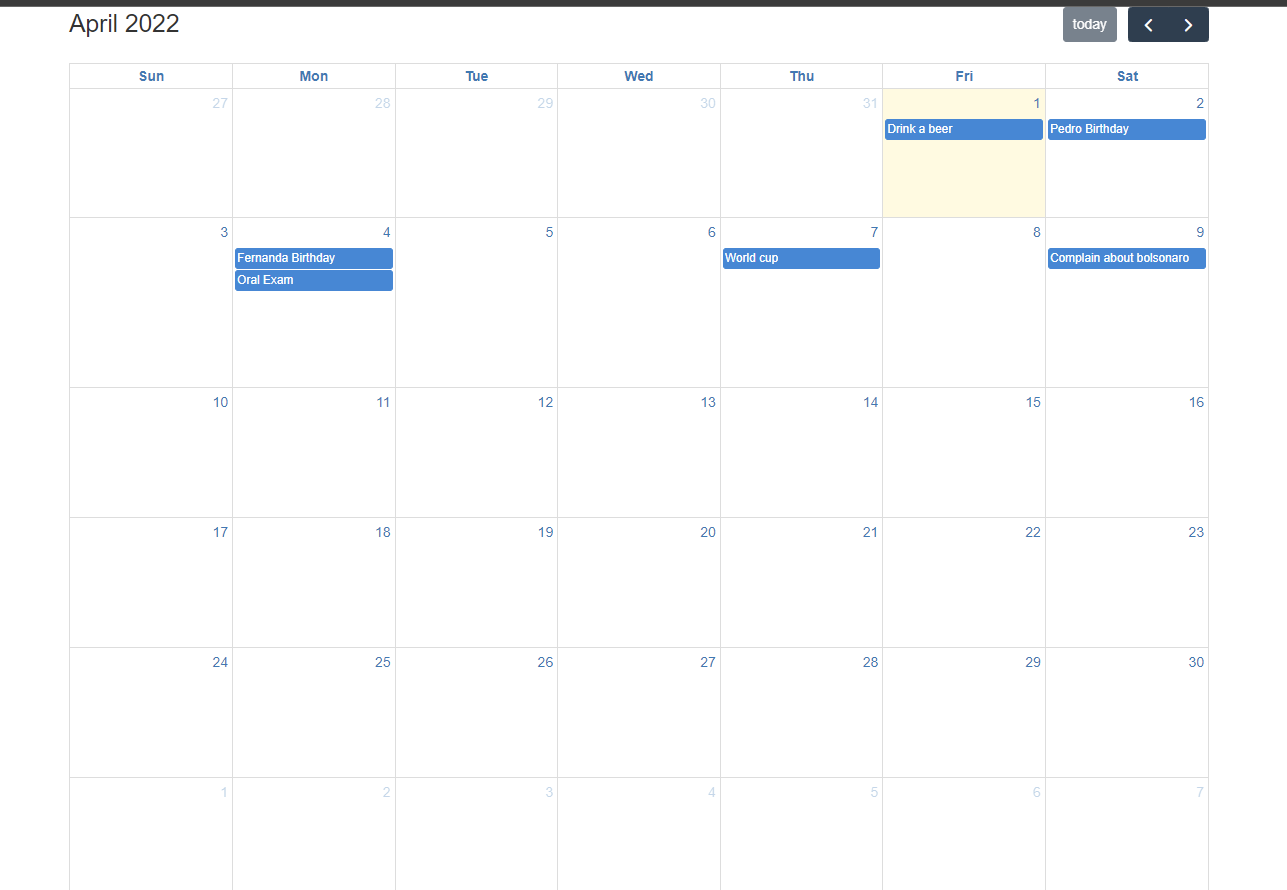 April 2022
today
Sun Mon Tue Wed Thu Fri Sat
27 28 29 30 31 1 2
Drink a beer Pedro Birthday
3 4 5 6 7 8 9
Fernanda Birthday World cup Complain about bolsonaro
Oral Exam
10 11 12 13 14 15 16
17 18 19 20 21 22 23
24 25 26 27 28 29 30
1 2 3 4 5 6 7